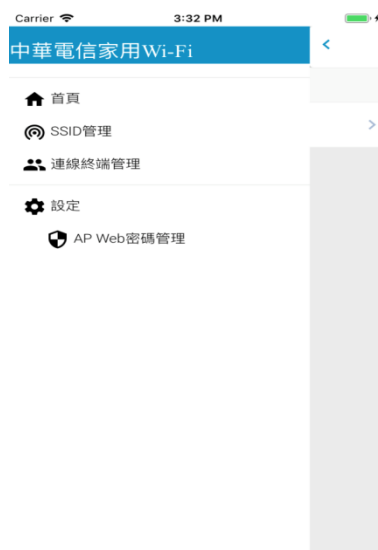 Carrier 3:32 PM
中華電信家用Wi-Fi
首頁
SSID管理
連線終端管理
設定
AP Web密碼管理